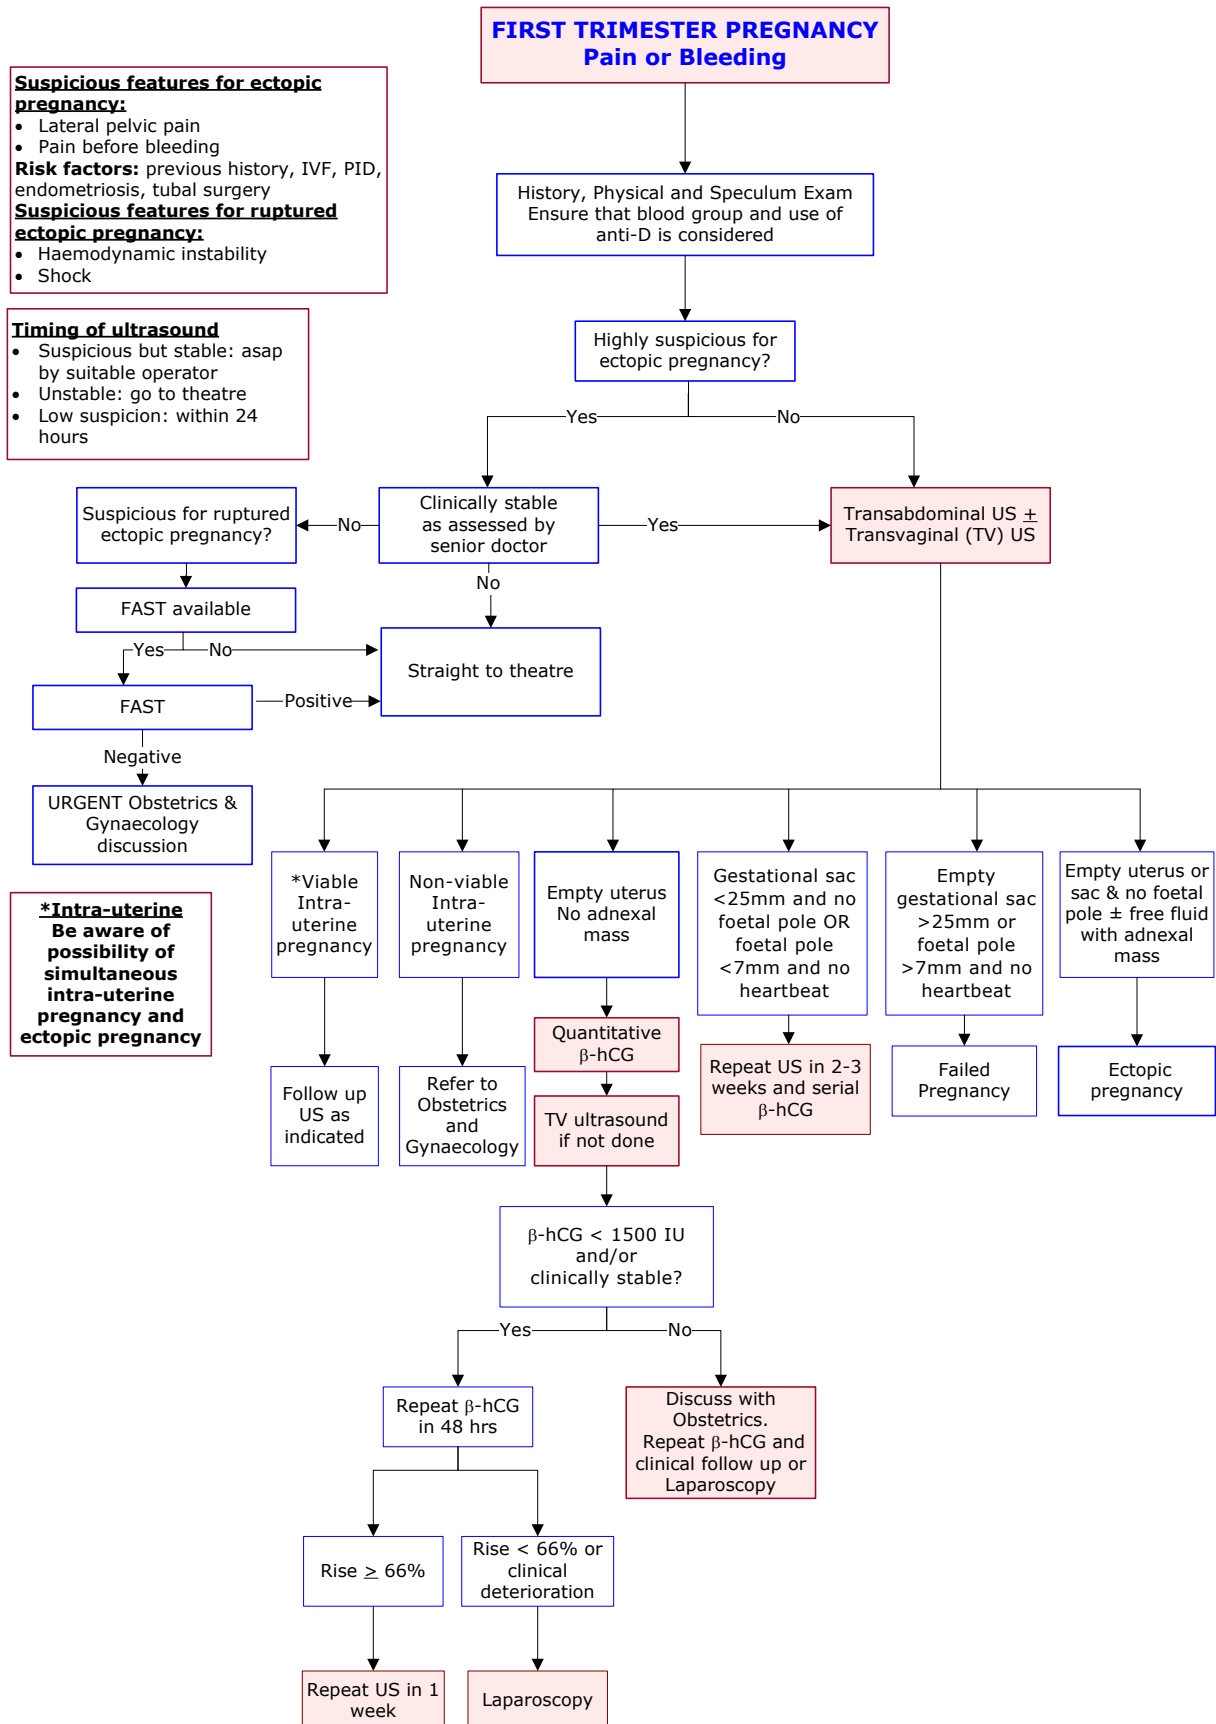 FIRST TRIMESTER PREGNANCY
Pain or Bleeding
Suspicious features for ectopic
pregnancy:
• Lateral pelvic pain
• Pain before bleeding
Risk factors: previous history, IVF, PID,
endometriosis, tubal surgery
Suspicious features for ruptured
ectopic pregnancy:
• Haemodynamic instability
• Shock
History, Physical and Speculum Exam
Ensure that blood group and use of
anti-D is considered
Timing of ultrasound
• Suspicious but stable: asap
by suitable operator
• Unstable: go to theatre
• Low suspicion: within 24
hours
Highly suspicious for
ectopic pregnancy?
Yes
No
Suspicious for ruptured
ectopic pregnancy?
No
Clinically stable
as assessed by
senior doctor
Yes
Transabdominal US ±
Transvaginal (TV) US
No
FAST available
Yes
No
Straight to theatre
FAST
Positive
Negative
URGENT Obstetrics &
Gynaecology
discussion
*Intra-uterine
Be aware of
possibility of
simultaneous
intra-uterine
pregnancy and
ectopic pregnancy
*Viable
Intra-
uterine
pregnancy
Non-viable
Intra-
uterine
pregnancy
Empty uterus
No adnexal
mass
Gestational sac
<25mm and no
foetal pole OR
foetal pole
<7mm and no
heartbeat
Empty
gestational sac
>25mm or
foetal pole
>7mm and no
heartbeat
Empty uterus or
sac & no foetal
pole ± free fluid
with adnexal
mass
Follow up
US as
indicated
Refer to
Obstetrics
and
Gynaecology
Quantitative
β-hCG
TV ultrasound
if not done
Repeat US in 2-3
weeks and serial
β-hCG
Failed
Pregnancy
Ectopic
pregnancy
β-hCG < 1500 IU
and/or
clinically stable?
Yes
No
Repeat β-hCG
in 48 hrs
Discuss with
Obstetrics.
Repeat β-hCG and
clinical follow up or
Laparoscopy
Rise ≥ 66%
Rise < 66% or
clinical
deterioration
Repeat US in 1
week
Laparoscopy